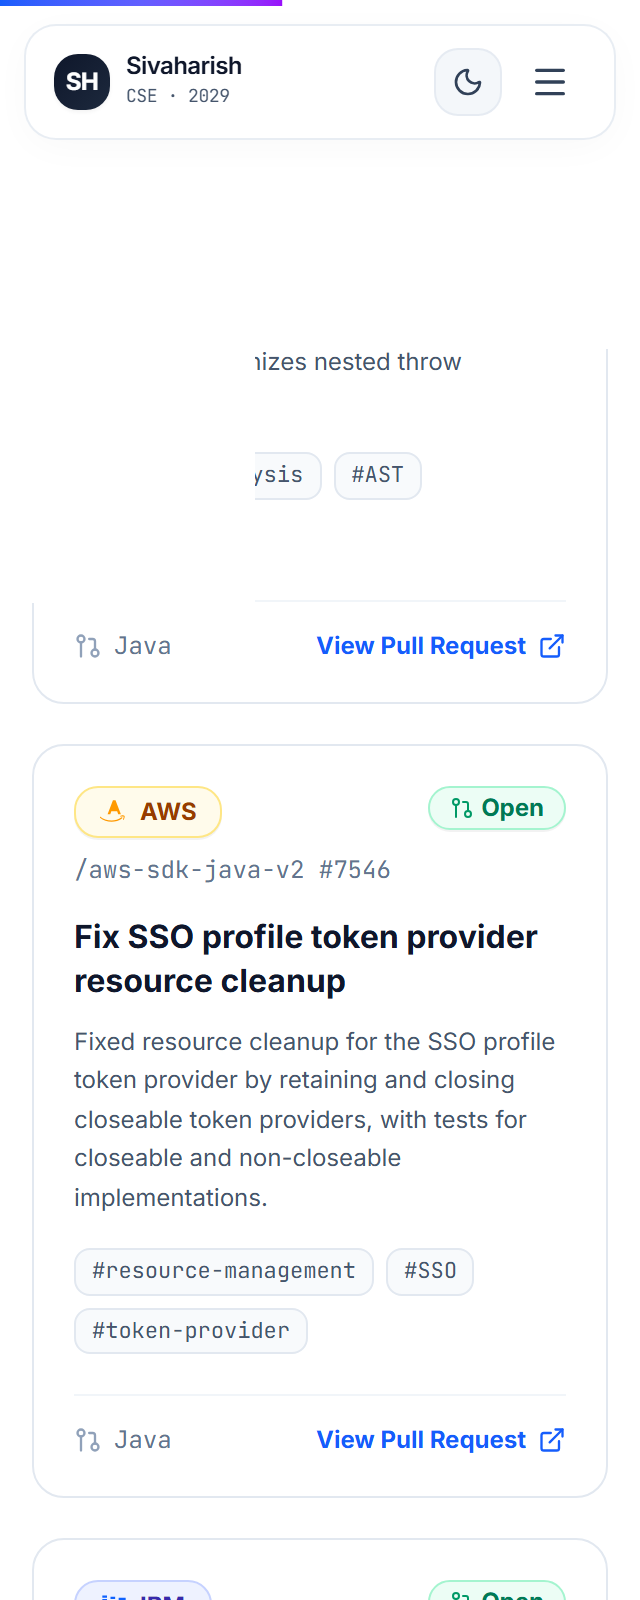 SH
Sivaharish
CSE · 2029
nested throw
#AST
Java
View Pull Request
AWS
Open
/aws-sdk-java-v2 #7546
Fix SSO profile token provider
resource cleanup
Fixed resource cleanup for the SSO profile
token provider by retaining and closing
closeable token providers, with tests for
closeable and non-closeable
implementations.
#resource-management
#SSO
#token-provider
Java
View Pull Request
IBM
Open